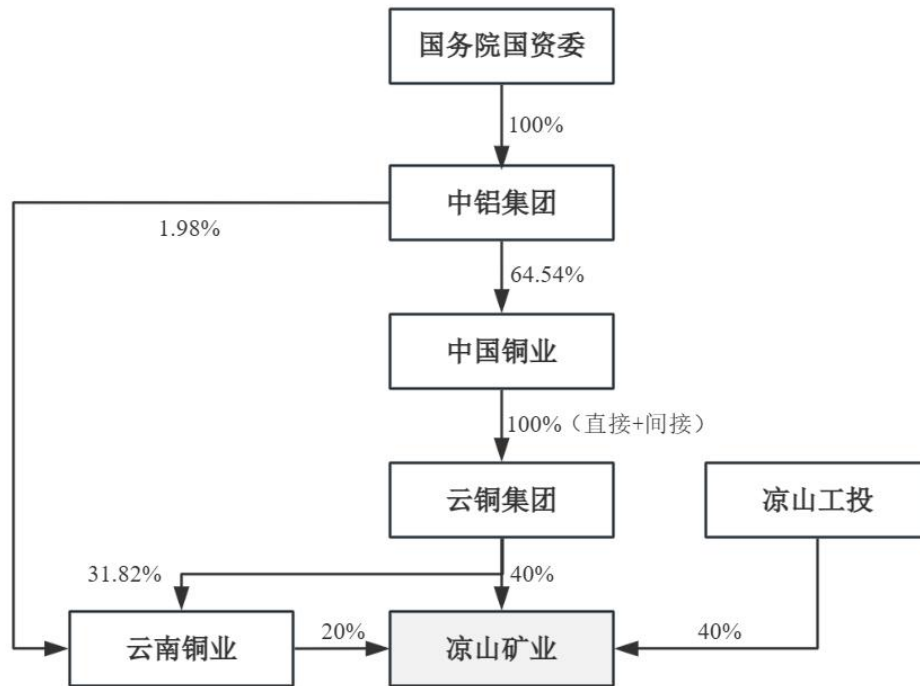 国务院国资委
100%
中铝集团
1.98%
64.54%
中国铜业
100%（直接+间接）
云铜集团
凉山工投
31.82%
40%
云南铜业
20%
凉山矿业
40%